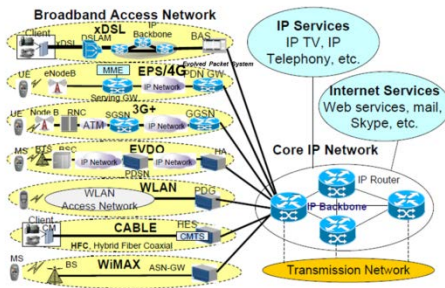 Broadband Access Network
xDSL
Client
xDSL
DSLAM
IP
Backbone
BAS
EPS/4G
Evolved Packet System
UE
eNodeB
MME
Serving GW
IP Network
PDN GW
3G+
UE
Node B
RNC
ATM
SGSN
IP Network
GGSN
EVDO
MS
BTS
BSC
IP Network
PDSN
IP Network
HA
WLAN
WLAN
Access Network
PDG
CABLE
Client
CM
HFC, Hybrid Fiber Coaxial
HES
CMTS
WiMAX
MS
BS
ASN-GW
IP Services
IP TV, IP
Telephony, etc.
Internet Services
Web services, mail,
Skype, etc.
Core IP Network
IP Router
IP Backbone
Transmission Network